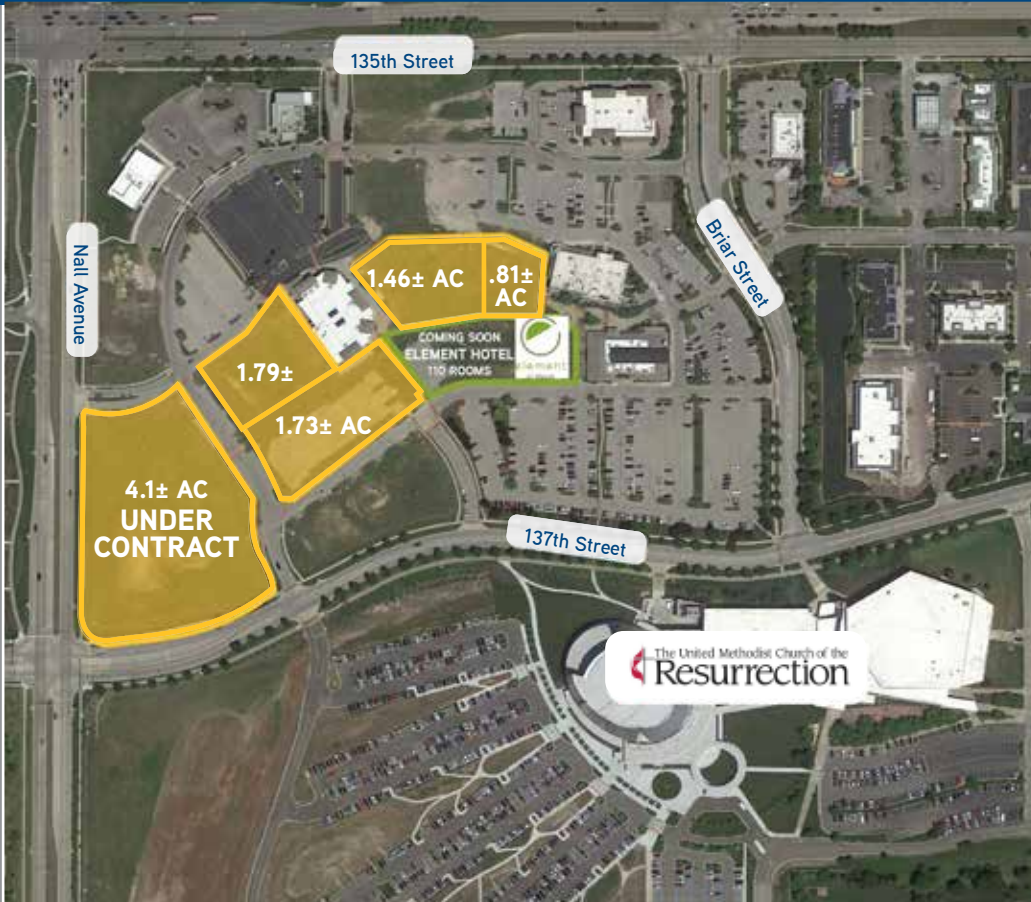 135th Street
Nall Avenue
Briar Street
1.46± AC
.81±
AC
COMING SOON
ELEMENT HOTEL
110 ROOMS
element
1.79±
1.73± AC
4.1± AC
UNDER
CONTRACT
137th Street
The United Methodist Church of the
Resurrection